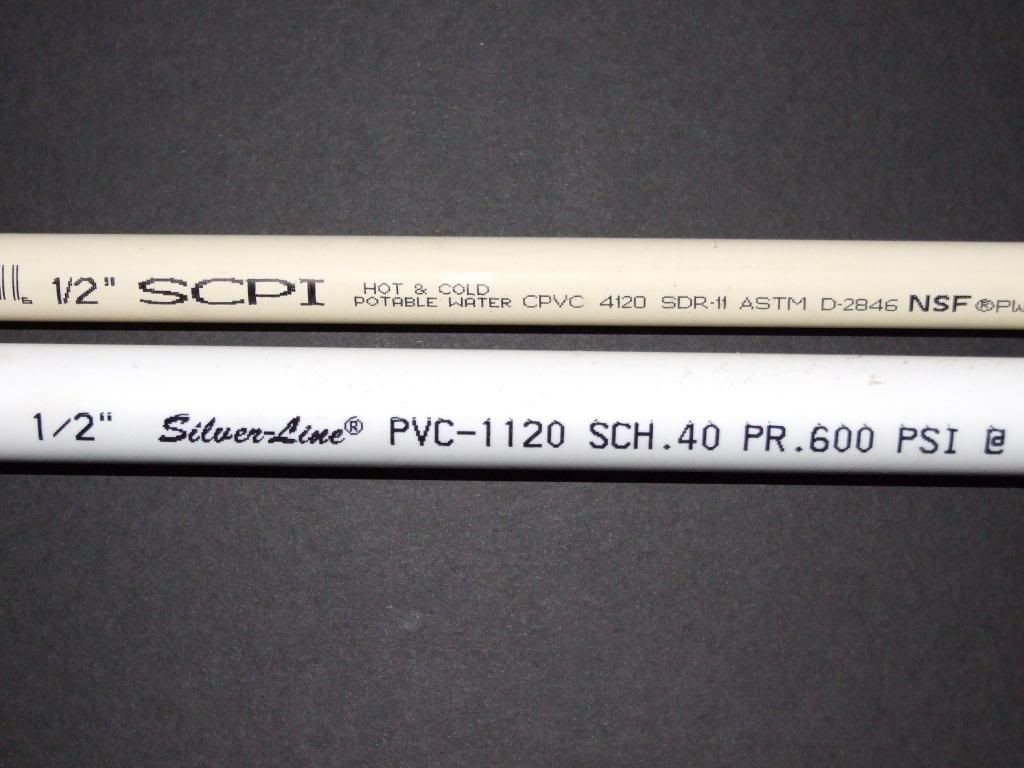 1/2" SCPI HOT & COLD
POTABLE WATER CPVC 4120 SDR-11 ASTM D-2846 NSF®PW
1/2" Silver-Line® PVC-1120 SCH.40 PR.600 PSI @